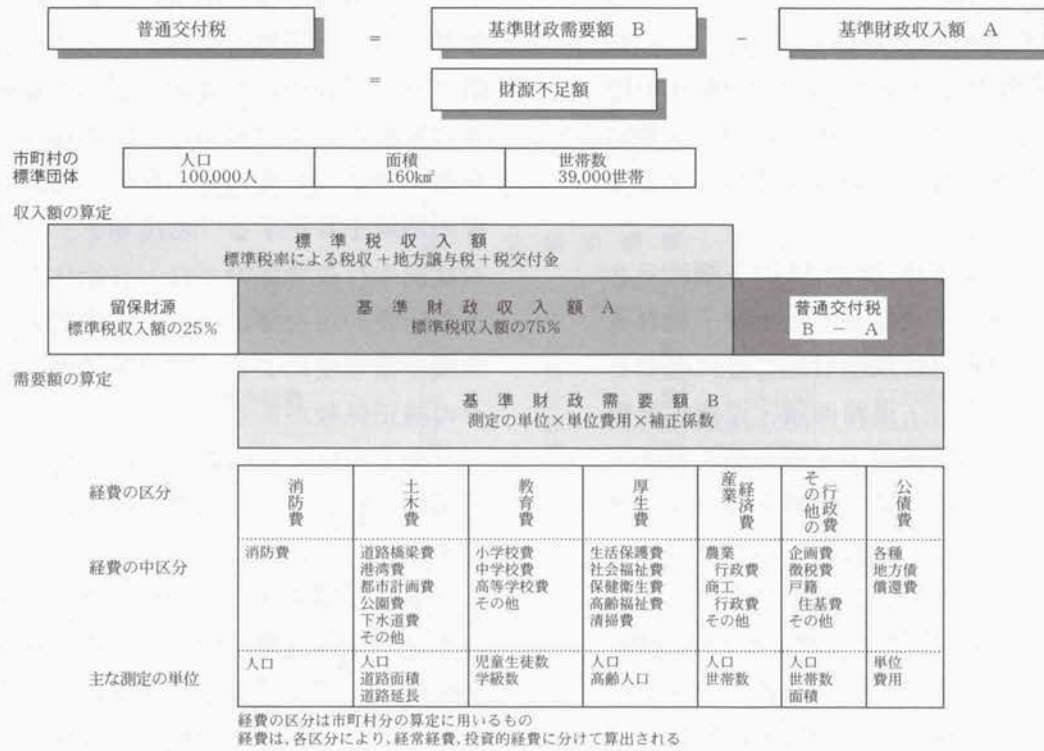 普通交付税 = 基準財政需要額 B − 基準財政収入額 A
= 財源不足額
市町村の
標準団体
人口
100,000人
面積
160km²
世帯数
39,000世帯
収入額の算定
標準税収入額
標準税率による税収+地方譲与税+税交付金
留保財源
標準税収入額の25%
基準財政収入額 A
標準税収入額の75%
普通交付税
B − A
需要額の算定
基準財政需要額 B
測定の単位×単位費用×補正係数
経費の区分
消防費
土木費
教育費
厚生費
産業経済費
その他の行政費
公債費
経費の中区分
消防費
道路橋梁費
港湾費
都市計画費
公園費
下水道費
その他
小学校費
中学校費
高等学校費
その他
生活保護費
社会福祉費
保健衛生費
高齢福祉費
清掃費
農業
行政費
商工
行政費
その他
企画費
徴税費
戸籍
住基費
その他
各種
地方債
償還費
主な測定の単位
人口
人口
道路面積
道路延長
児童生徒数
学級数
人口
高齢人口
人口
世帯数
人口
世帯数
面積
単位
費用
経費の区分は市町村分の算定に用いるもの
経費は、各区分により、経常経費、投資的経費に分けて算出される